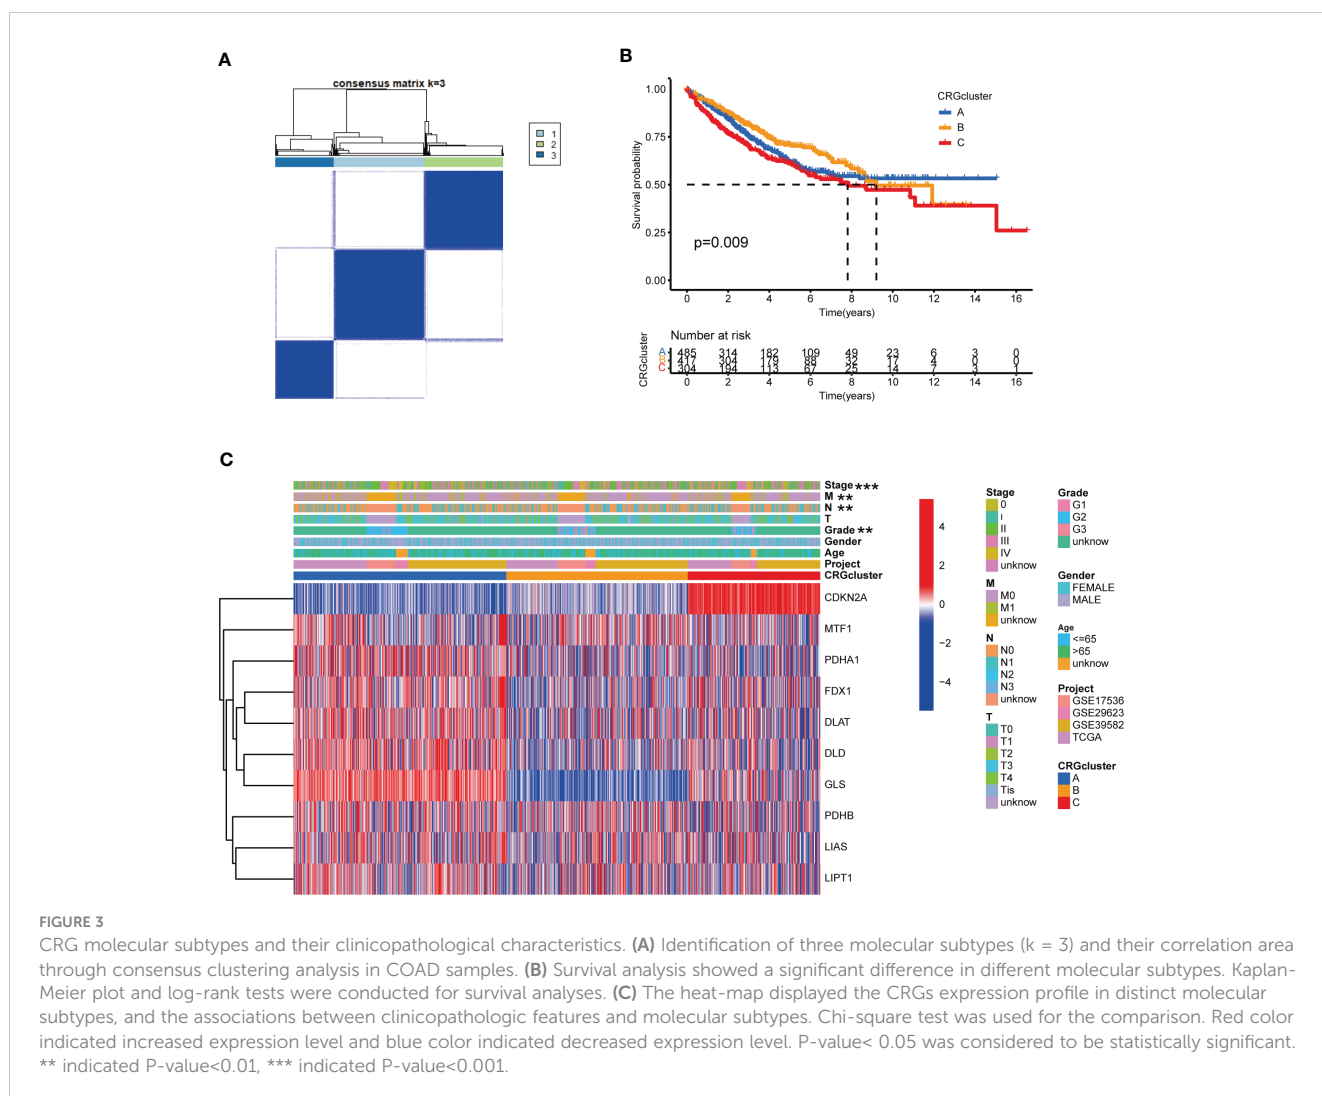 A
consensus matrix k=3
1
2
3
B
CRGcluster
A
B
C
Survival probability
1.00
0.75
0.50
0.25
0.00
p=0.009
0 2 4 6 8 10 12 14 16
Time(years)
Number at risk
CRGcluster
A 485 314 182 109 49 23 6 3 0
B 417 304 179 88 32 17 4 0 0
C 304 194 113 67 25 14 7 3 1
0 2 4 6 8 10 12 14 16
Time(years)
C
Stage ***
M **
N **
T
Grade **
Gender
Age
Project
CRGcluster
CDKN2A
MTF1
PDHA1
FDX1
DLAT
DLD
GLS
PDHB
LIAS
LIPT1
4
2
0
−2
−4
Stage
0
I
II
III
IV
unknow
M
M0
M1
unknow
N
N0
N1
N2
N3
unknow
T
T0
T1
T2
T3
T4
Tis
unknow
Grade
G1
G2
G3
unknow
Gender
FEMALE
MALE
Age
<=65
>65
unknow
Project
GSE17536
GSE29623
GSE39582
TCGA
CRGcluster
A
B
C
FIGURE 3
CRG molecular subtypes and their clinicopathological characteristics. (A) Identification of three molecular subtypes (k = 3) and their correlation area
through consensus clustering analysis in COAD samples. (B) Survival analysis showed a significant difference in different molecular subtypes. Kaplan-
Meier plot and log-rank tests were conducted for survival analyses. (C) The heat-map displayed the CRGs expression profile in distinct molecular
subtypes, and the associations between clinicopathologic features and molecular subtypes. Chi-square test was used for the comparison. Red color
indicated increased expression level and blue color indicated decreased expression level. P-value< 0.05 was considered to be statistically significant.
** indicated P-value<0.01, *** indicated P-value<0.001.